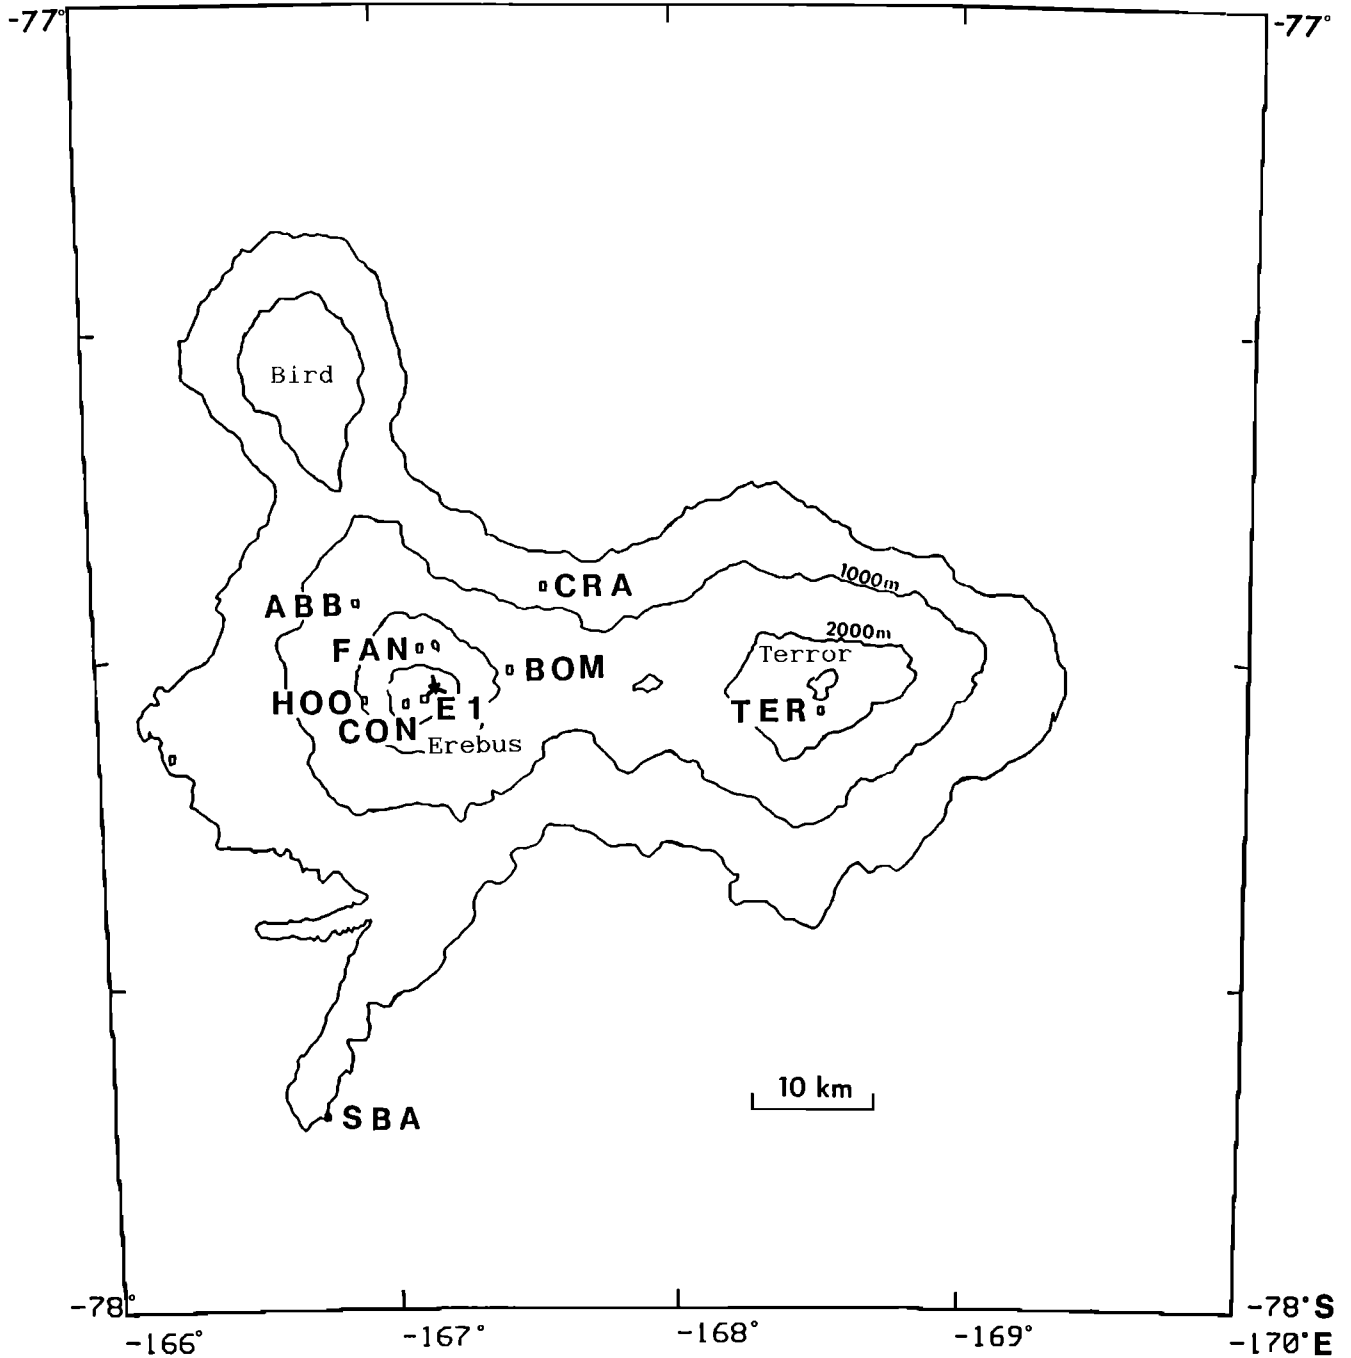 -77°
-77°
Bird
CRA
1000m
ABB
2000m
FAN
Terror
BOM
HOO
E1
TER
CON
Erebus
10 km
SBA
-78°
-78°S
-166°
-167°
-168°
-169°
-170°E